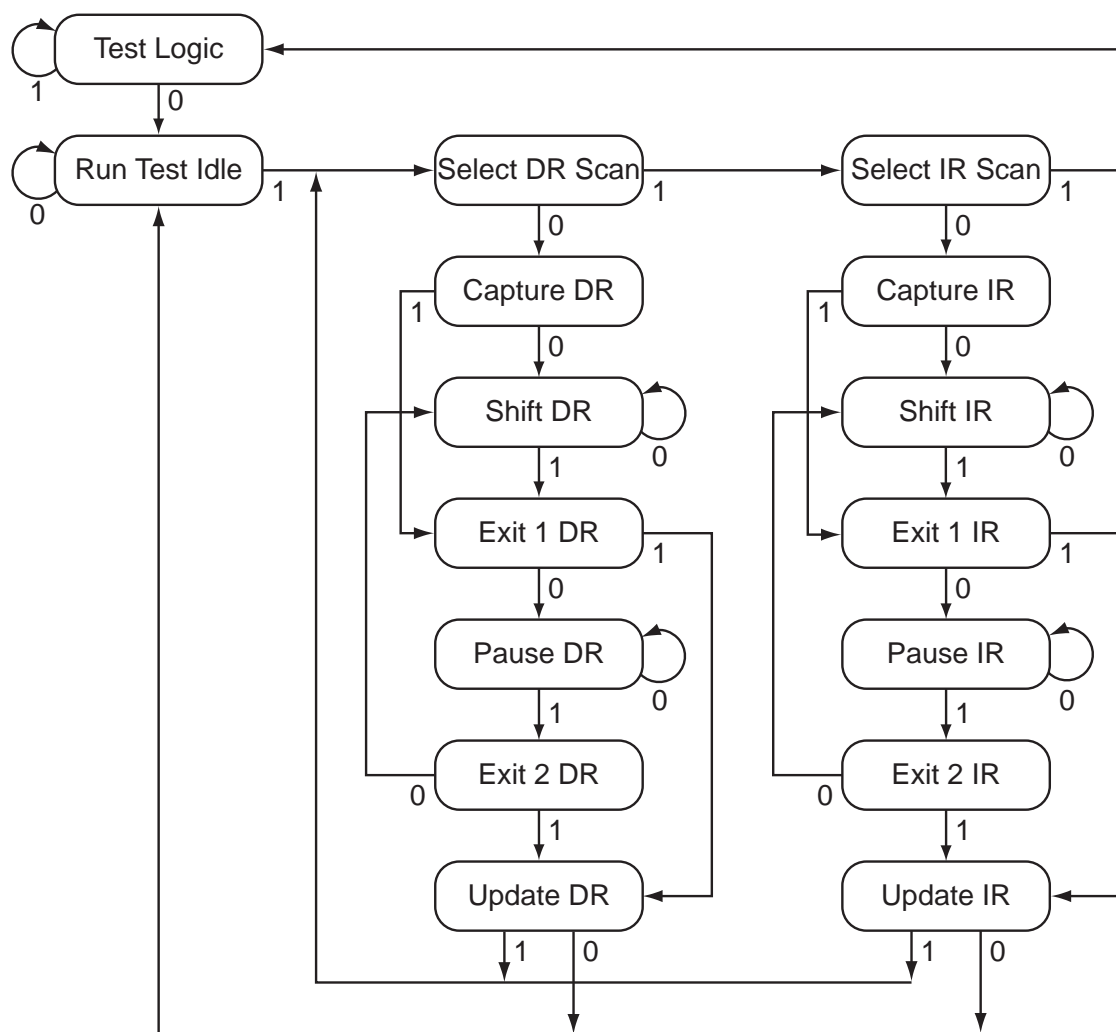 Test Logic
1
0
Run Test Idle
0
1
Select DR Scan
1
0
Select IR Scan
1
0
Capture DR
1
0
Capture IR
1
0
Shift DR
0
1
Shift IR
0
1
Exit 1 DR
1
0
Exit 1 IR
1
0
Pause DR
0
1
Pause IR
0
1
Exit 2 DR
0
1
Exit 2 IR
0
1
Update DR
1
0
Update IR
1
0